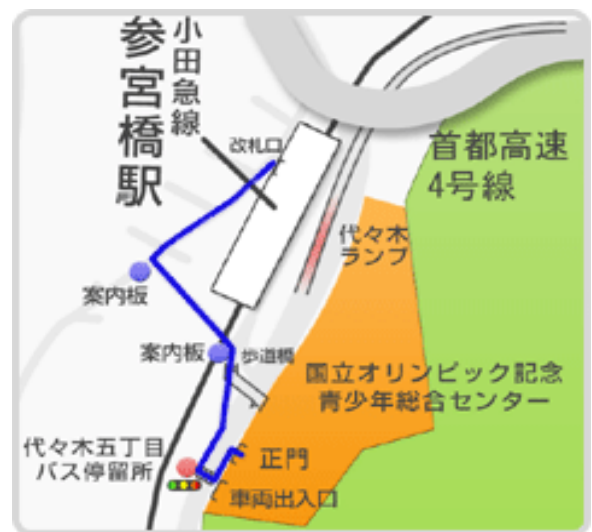 参宮橋駅
小田急線
改札口
首都高速
4号線
代々木
ランプ
案内板
案内板
歩道橋
国立オリンピック記念
青少年総合センター
代々木五丁目
バス停留所
正門
車両出入口